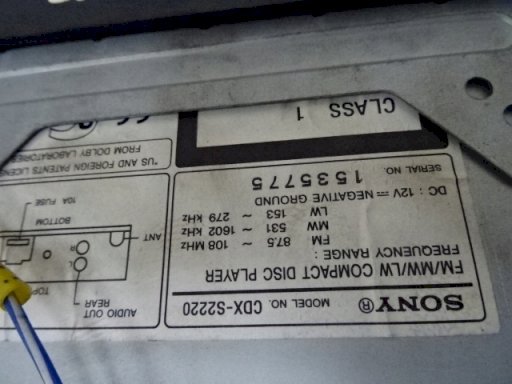 SONY® MODEL NO. CDX-S2220
FM/MW/LW COMPACT DISC PLAYER
FREQUENCY RANGE :
FM 87.5 ~ 108 MHz
MW 531 ~ 1602 kHz
LW 153 ~ 279 kHz
DC : 12V NEGATIVE GROUND
SERIAL NO. 1535775
CLASS 1
AUDIO OUT
REAR
TOP
L
R
ANT
BOTTOM
10A FUSE
*US AND FOREIGN PATENTS LICENS
FROM DOLBY LABORATORIE